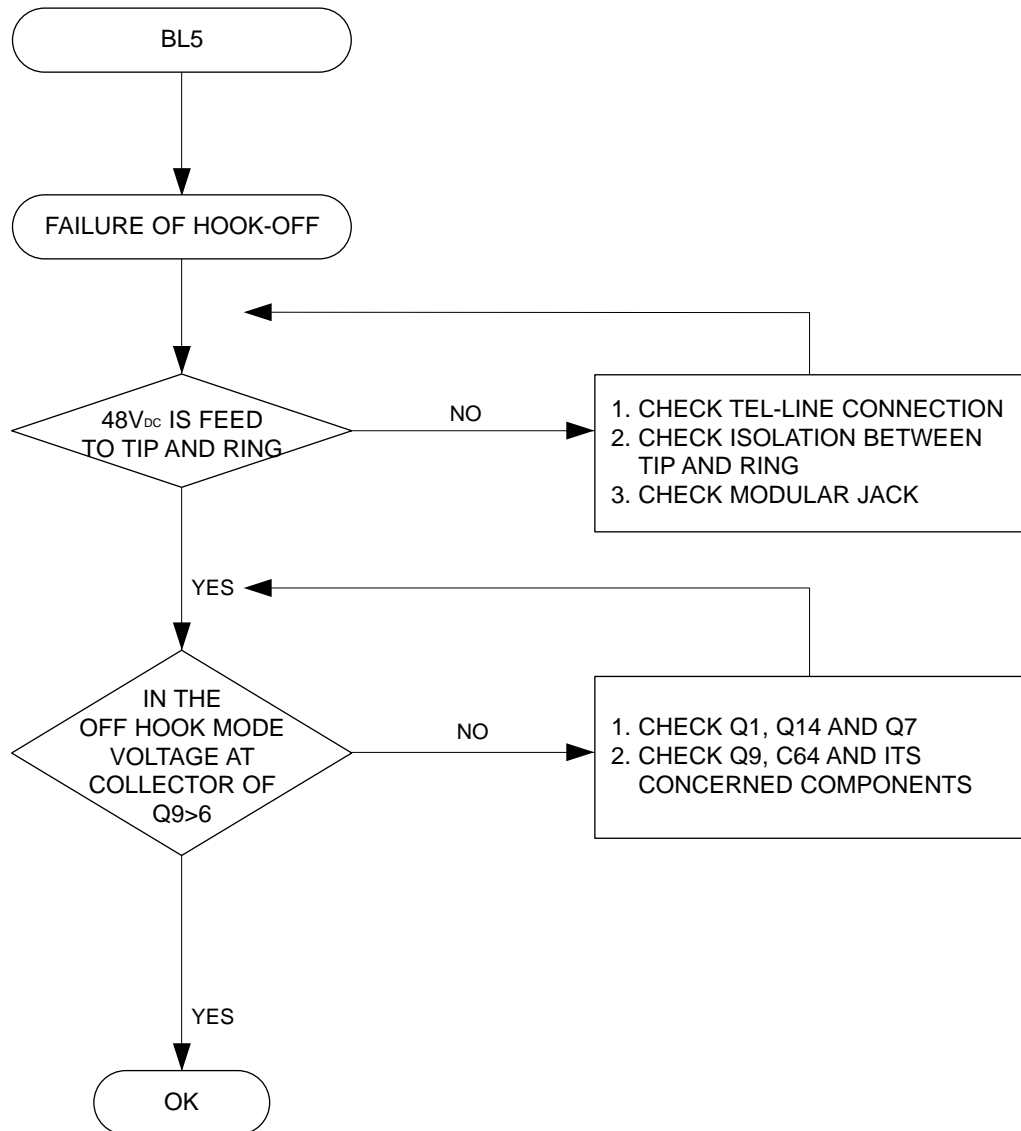 BL5
FAILURE OF HOOK-OFF
48VDC IS FEED
TO TIP AND RING
NO
1. CHECK TEL-LINE CONNECTION
2. CHECK ISOLATION BETWEEN
TIP AND RING
3. CHECK MODULAR JACK
YES
IN THE
OFF HOOK MODE
VOLTAGE AT
COLLECTOR OF
Q9>6
NO
1. CHECK Q1, Q14 AND Q7
2. CHECK Q9, C64 AND ITS
CONCERNED COMPONENTS
YES
OK